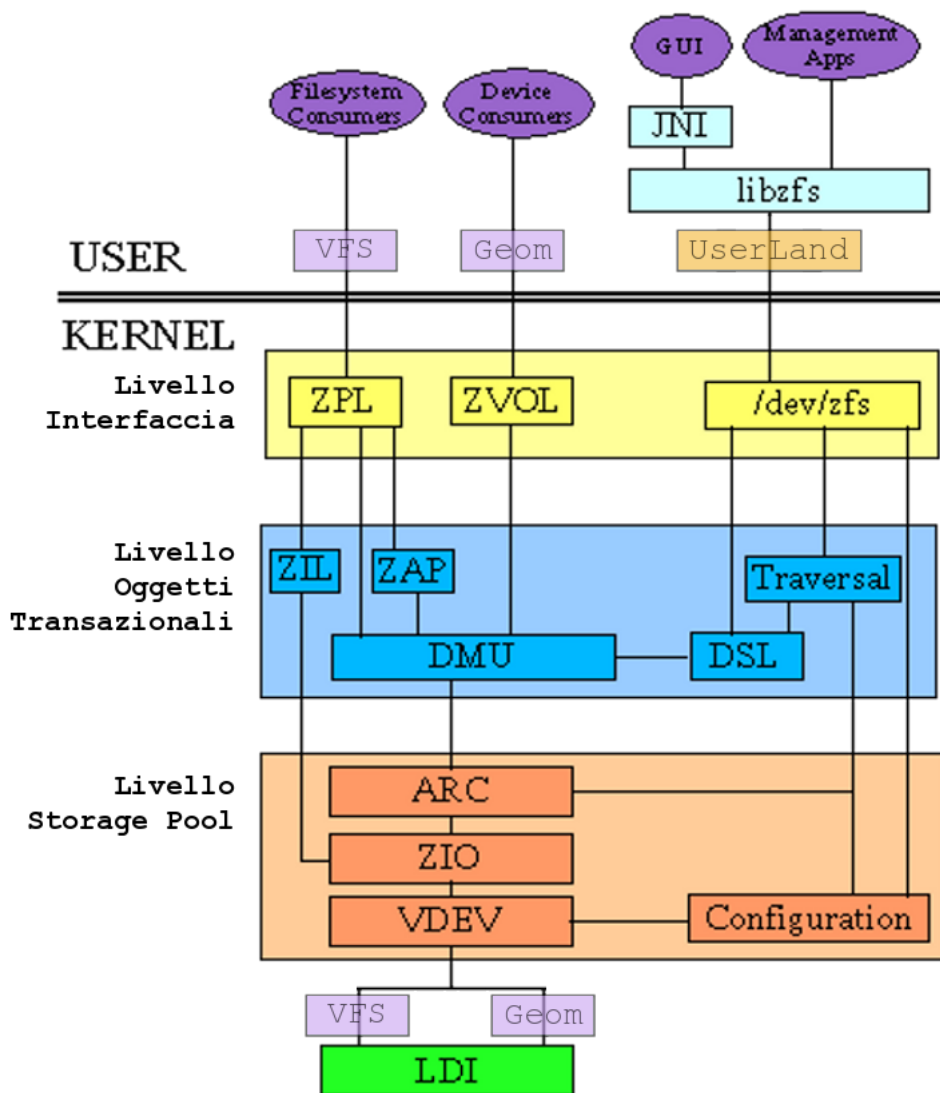 GUI
Management
Apps
Filesystem
Consumers
Device
Consumers
JNI
libzfs
VFS
Geom
UserLand
USER
KERNEL
Livello
Interfaccia
ZPL
ZVOL
/dev/zfs
Livello
Oggetti
Transazionali
ZIL
ZAP
Traversal
DMU
DSL
Livello
Storage Pool
ARC
ZIO
VDEV
Configuration
VFS
Geom
LDI